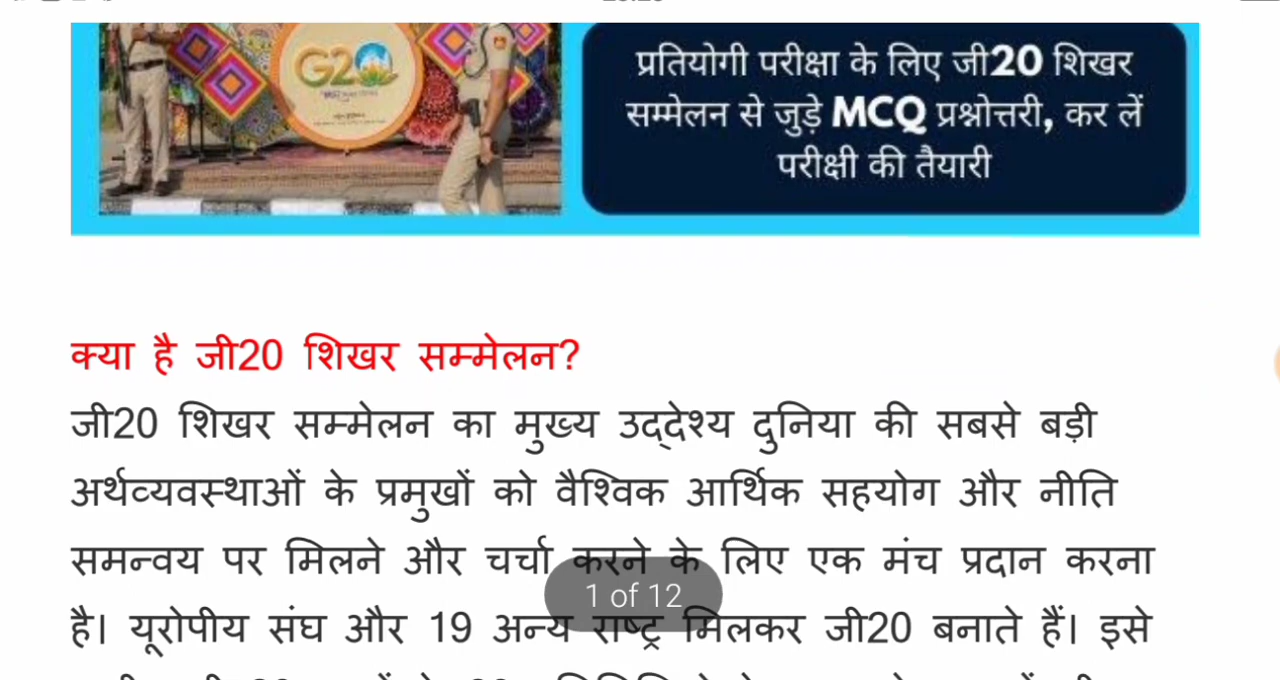 G20
प्रतियोगी परीक्षा के लिए जी20 शिखर
सम्मेलन से जुड़े MCQ प्रश्नोत्तरी, कर लें
परीक्षी की तैयारी
क्या है जी20 शिखर सम्मेलन?
जी20 शिखर सम्मेलन का मुख्य उद्देश्य दुनिया की सबसे बड़ी
अर्थव्यवस्थाओं के प्रमुखों को वैश्विक आर्थिक सहयोग और नीति
समन्वय पर मिलने और चर्चा करने के लिए एक मंच प्रदान करना
1 of 12
है। यूरोपीय संघ और 19 अन्य राष्ट्र मिलकर जी20 बनाते हैं। इसे